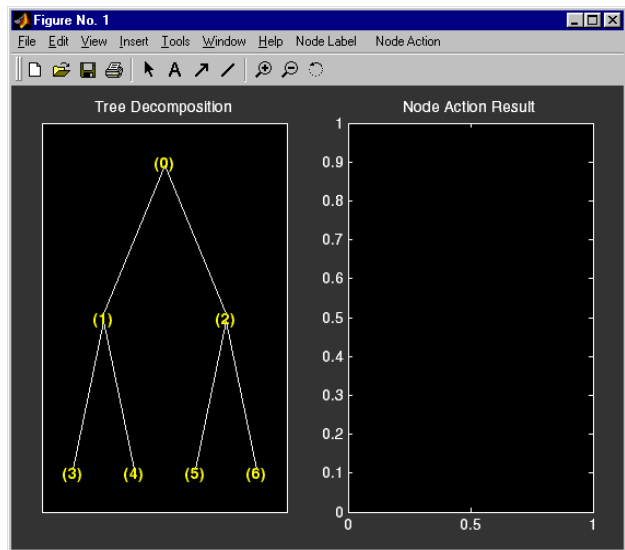 Figure No. 1
File Edit View Insert Tools Window Help Node Label Node Action
A
Tree Decomposition
(0)
(1) (2)
(3) (4) (5) (6)
Node Action Result
1
0.9
0.8
0.7
0.6
0.5
0.4
0.3
0.2
0.1
0
0 0.5 1